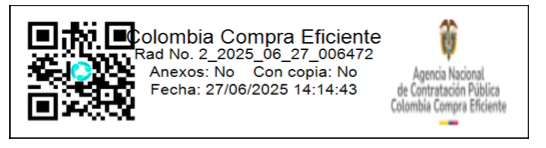 Colombia Compra Eficiente
Rad No. 2_2025_06_27_006472
Anexos: No    Con copia: No
Fecha: 27/06/2025 14:14:43
Agencia Nacional
de Contratación Pública
Colombia Compra Eficiente